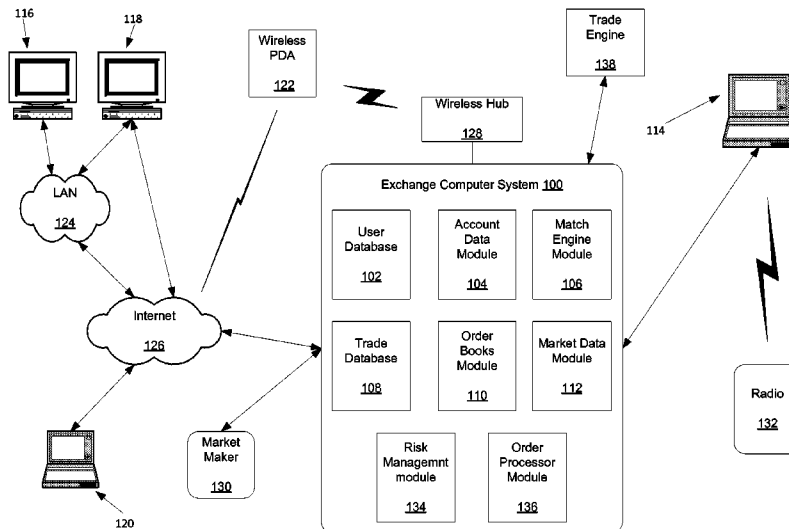 116
118
Wireless
PDA
122
Trade
Engine
138
Wireless Hub
128
114
LAN
124
Exchange Computer System 100
User
Database
102
Account
Data
Module
104
Match
Engine
Module
106
Internet
126
Trade
Database
108
Order
Books
Module
110
Market Data
Module
112
Radio
132
Market
Maker
130
Risk
Managemnt
module
134
Order
Processor
Module
136
120